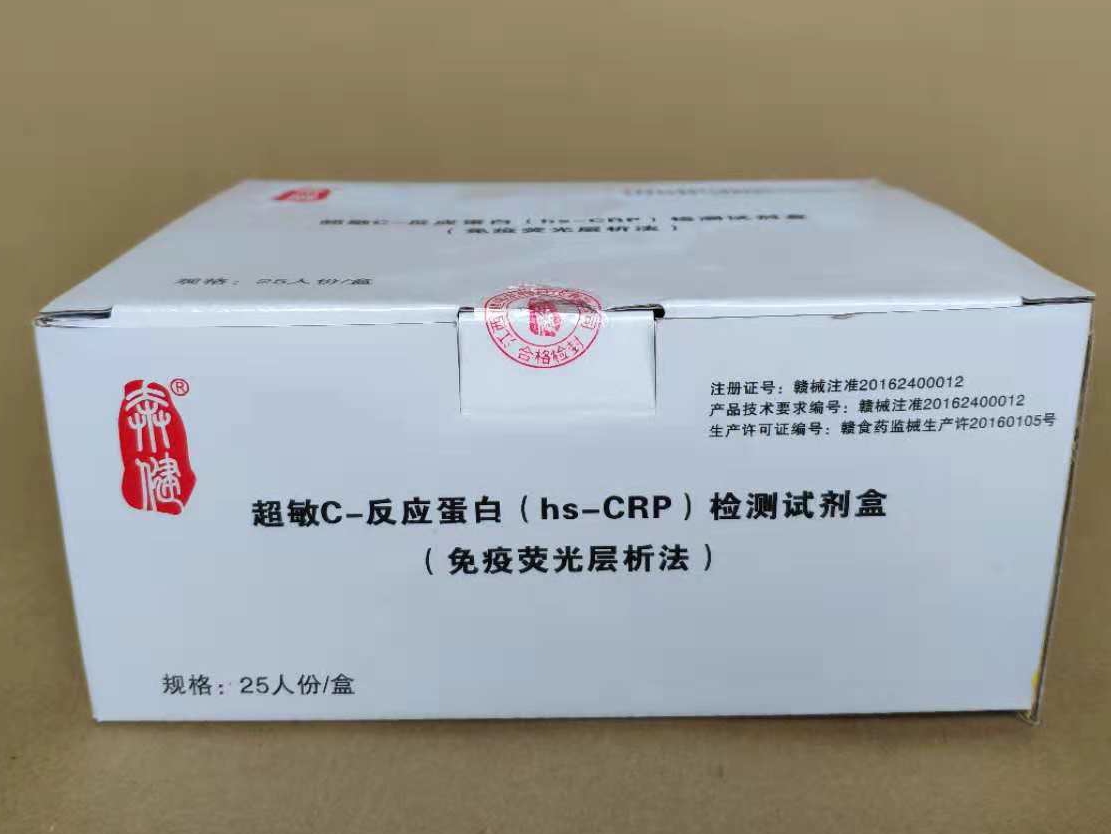 超敏C-反应蛋白（hs-CRP）检测试剂盒
（免疫荧光层析法）
规格：25人份/盒
合格检封
健®
注册证号：赣械注准20162400012
产品技术要求编号：赣械注准20162400012
生产许可证编号：赣食药监械生产许20160105号
超敏C-反应蛋白（hs-CRP）检测试剂盒
（免疫荧光层析法）
规格：25人份/盒